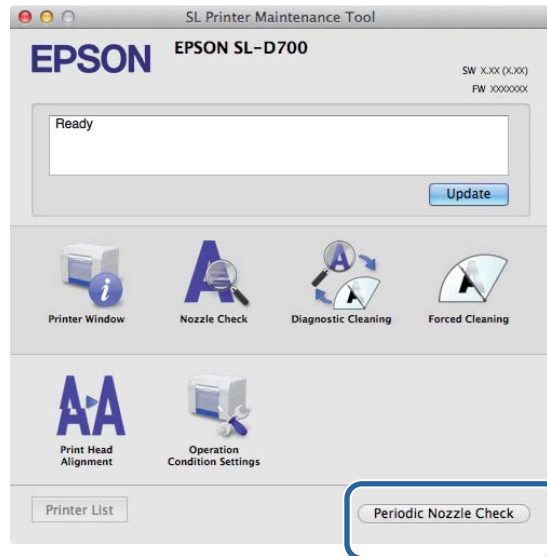 SL Printer Maintenance Tool
EPSON
EPSON SL-D700
SW X.XX (X.XX)
FW XXXXXXX
Ready
Update
Printer Window
Nozzle Check
Diagnostic Cleaning
Forced Cleaning
Print Head
Alignment
Operation
Condition Settings
Printer List
Periodic Nozzle Check